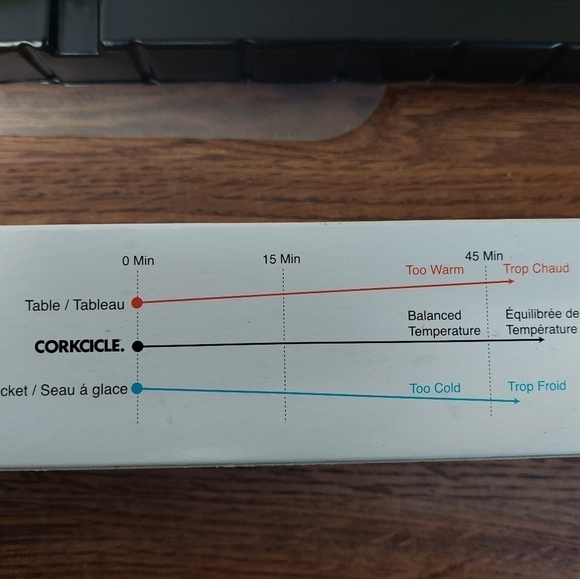 0 Min 15 Min 45 Min
Too Warm Trop Chaud
Table / Tableau
Balanced Équilibrée de
Temperature Température
CORKCICLE.
cket / Seau á glace
Too Cold Trop Froid